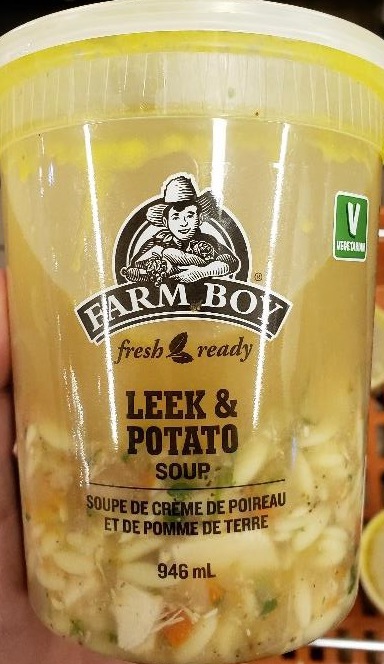 V
VEGETARIAN
FARM BOY
®
fresh ready
LEEK &
POTATO
SOUP
SOUPE DE CRÈME DE POIREAU
ET DE POMME DE TERRE
946 mL